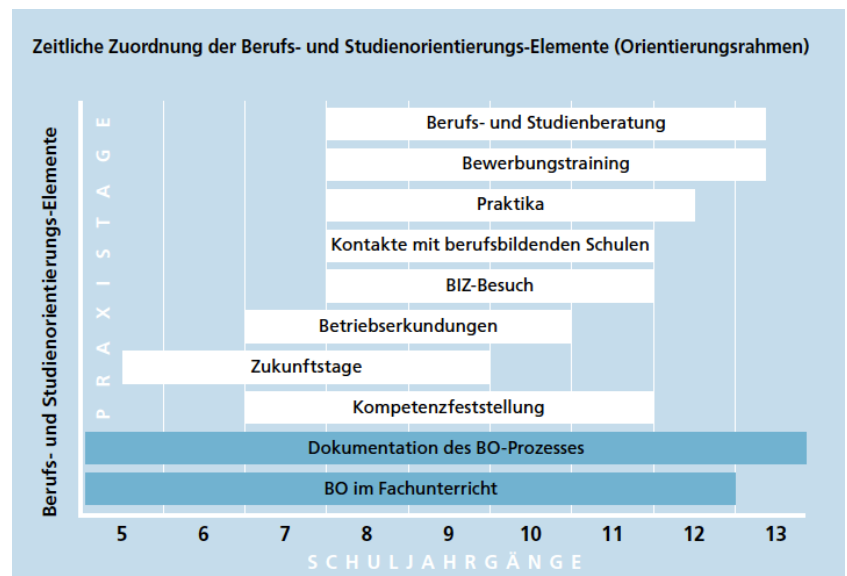 Zeitliche Zuordnung der Berufs- und Studienorientierungs-Elemente (Orientierungsrahmen)
Berufs- und Studienorientierungs-Elemente
PRAXISTAGE
Berufs- und Studienberatung
Bewerbungstraining
Praktika
Kontakte mit berufsbildenden Schulen
BIZ-Besuch
Betriebserkundungen
Zukunftstage
Kompetenzfeststellung
Dokumentation des BO-Prozesses
BO im Fachunterricht
5 6 7 8 9 10 11 12 13
SCHULJAHRGÄNGE